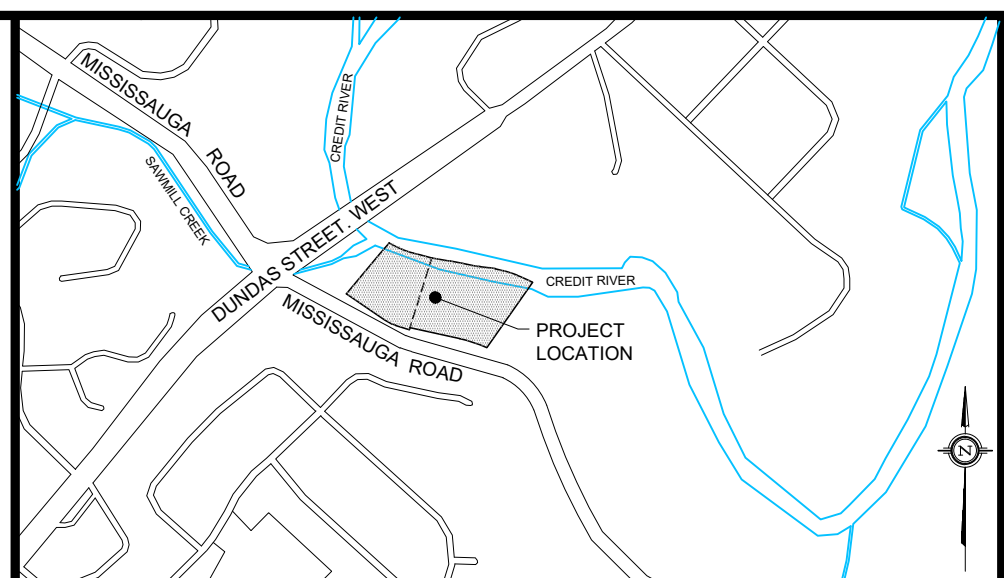 MISSISSAUGA
ROAD
CREDIT RIVER
SAWMILL CREEK
DUNDAS STREET. WEST
CREDIT RIVER
PROJECT
LOCATION
MISSISSAUGA ROAD
N